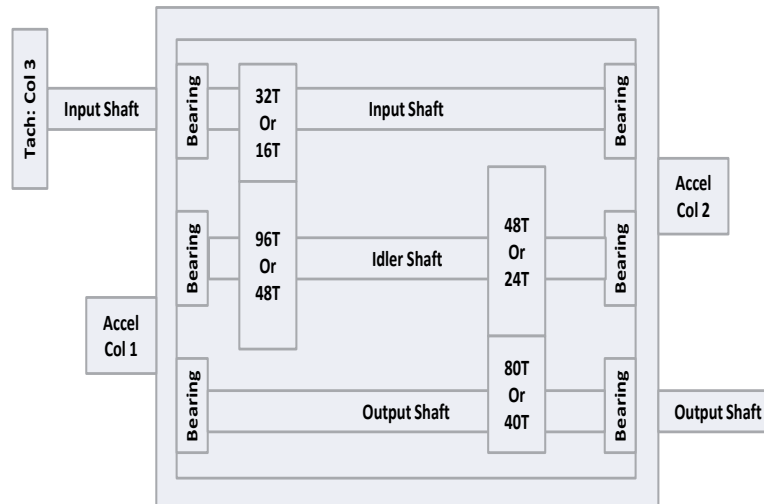 Tach: Col 3
Input Shaft
Bearing
32T
Or
16T
Input Shaft
Bearing
Accel
Col 2
Bearing
96T
Or
48T
Idler Shaft
48T
Or
24T
Bearing
Accel
Col 1
Bearing
Output Shaft
80T
Or
40T
Bearing
Output Shaft